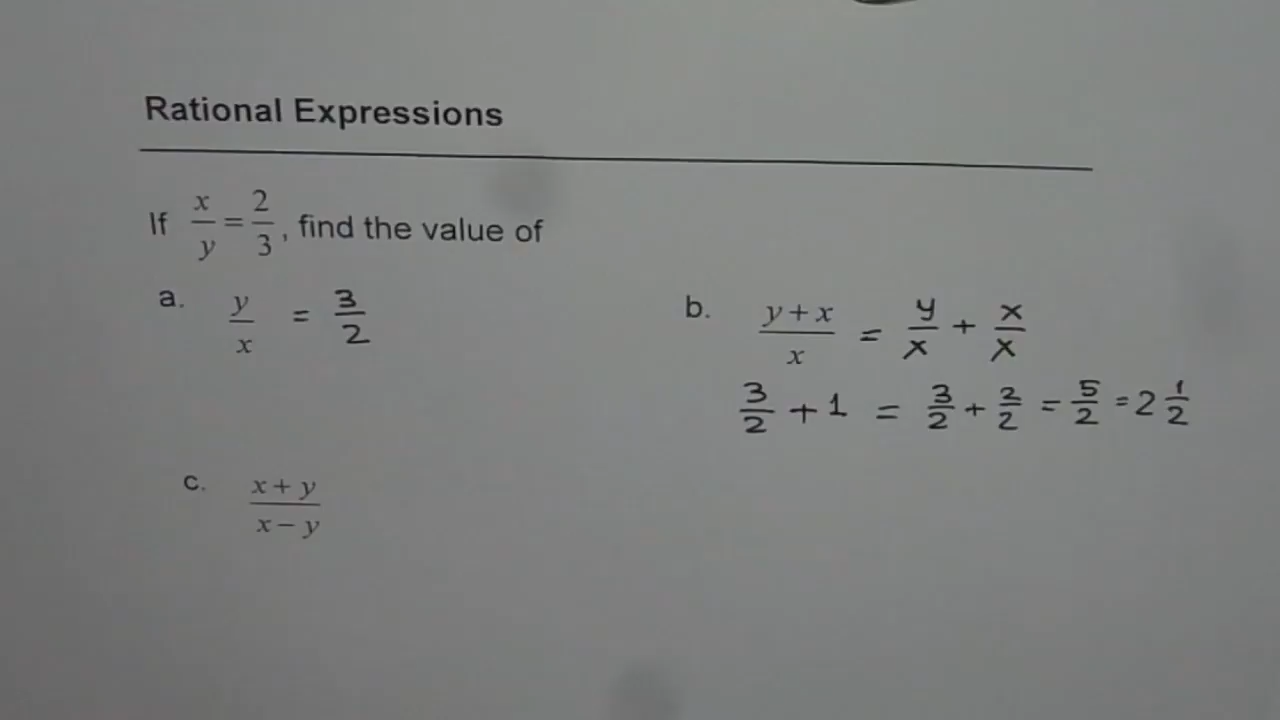 Rational Expressions
If x/y = 2/3, find the value of
a. y/x = 3/2
b. (y + x)/x = y/x + x/x
3/2 + 1 = 3/2 + 2/2 = 5/2 = 2 1/2
c. (x + y)/(x − y)